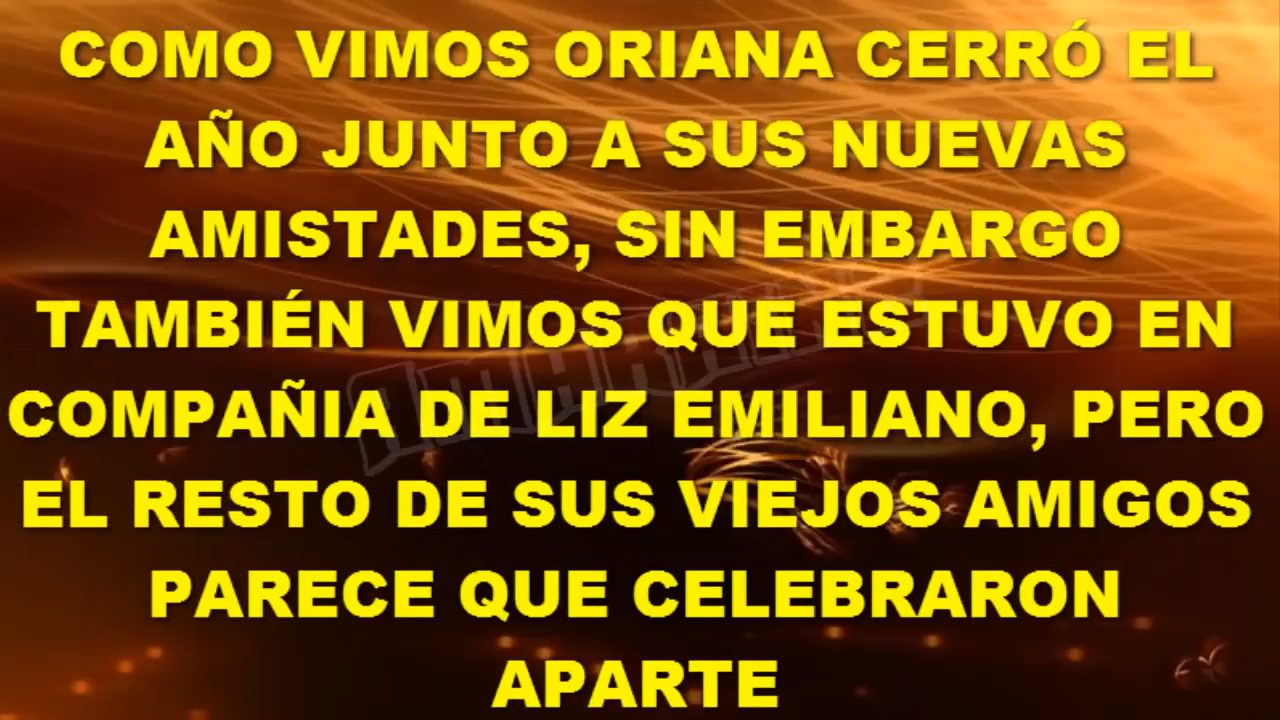 COMO VIMOS ORIANA CERRÓ EL
AÑO JUNTO A SUS NUEVAS
AMISTADES, SIN EMBARGO
TAMBIÉN VIMOS QUE ESTUVO EN
COMPAÑIA DE LIZ EMILIANO, PERO
EL RESTO DE SUS VIEJOS AMIGOS
PARECE QUE CELEBRARON
APARTE